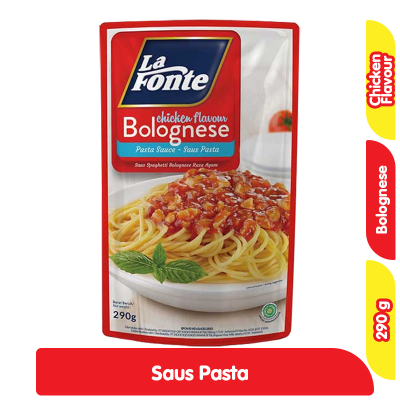 La
Fonte
chicken flavour
Bolognese
Pasta Sauce - Saus Pasta
Saus Spaghetti Bolognese Rasa Ayam
290g
Chicken
Flavour
Bolognese
290 g
Saus Pasta